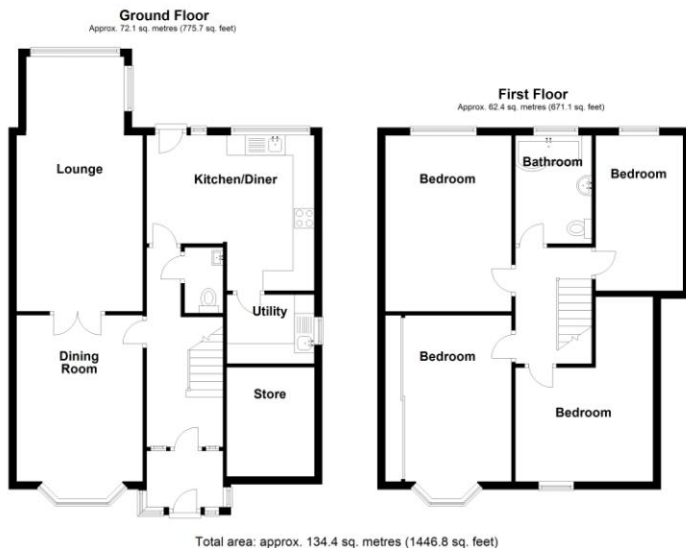 Ground Floor
Approx. 72.1 sq. metres (775.7 sq. feet)
Lounge
Kitchen/Diner
Utility
Dining
Room
Store
First Floor
Approx. 62.4 sq. metres (671.1 sq. feet)
Bedroom
Bathroom
Bedroom
Bedroom
Bedroom
Total area: approx. 134.4 sq. metres (1446.8 sq. feet)